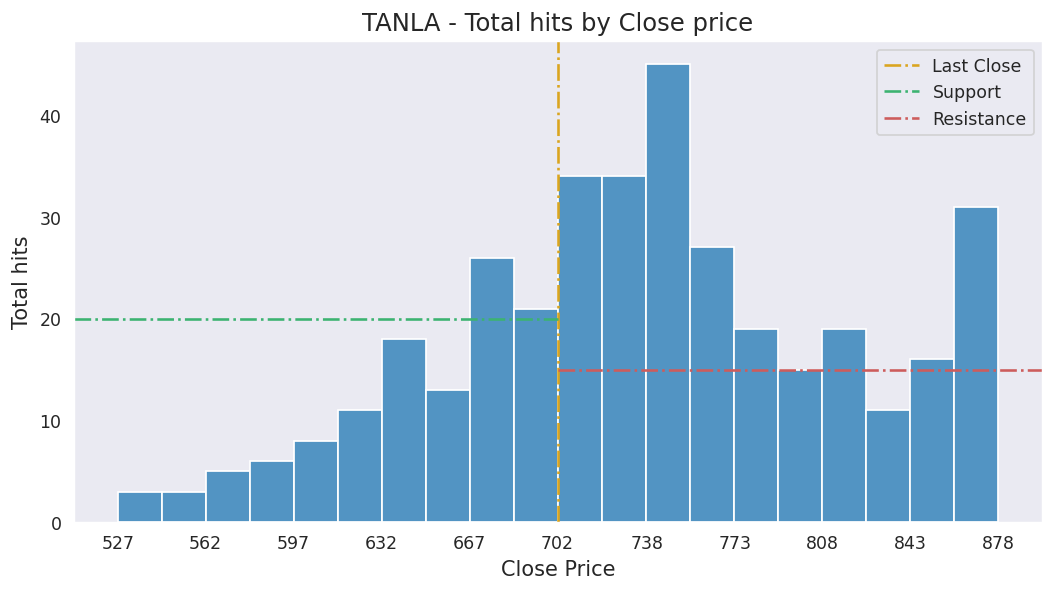 TANLA - Total hits by Close price
Last Close
Support
Resistance
Total hits
40
30
20
10
0
527 562 597 632 667 702 738 773 808 843 878
Close Price